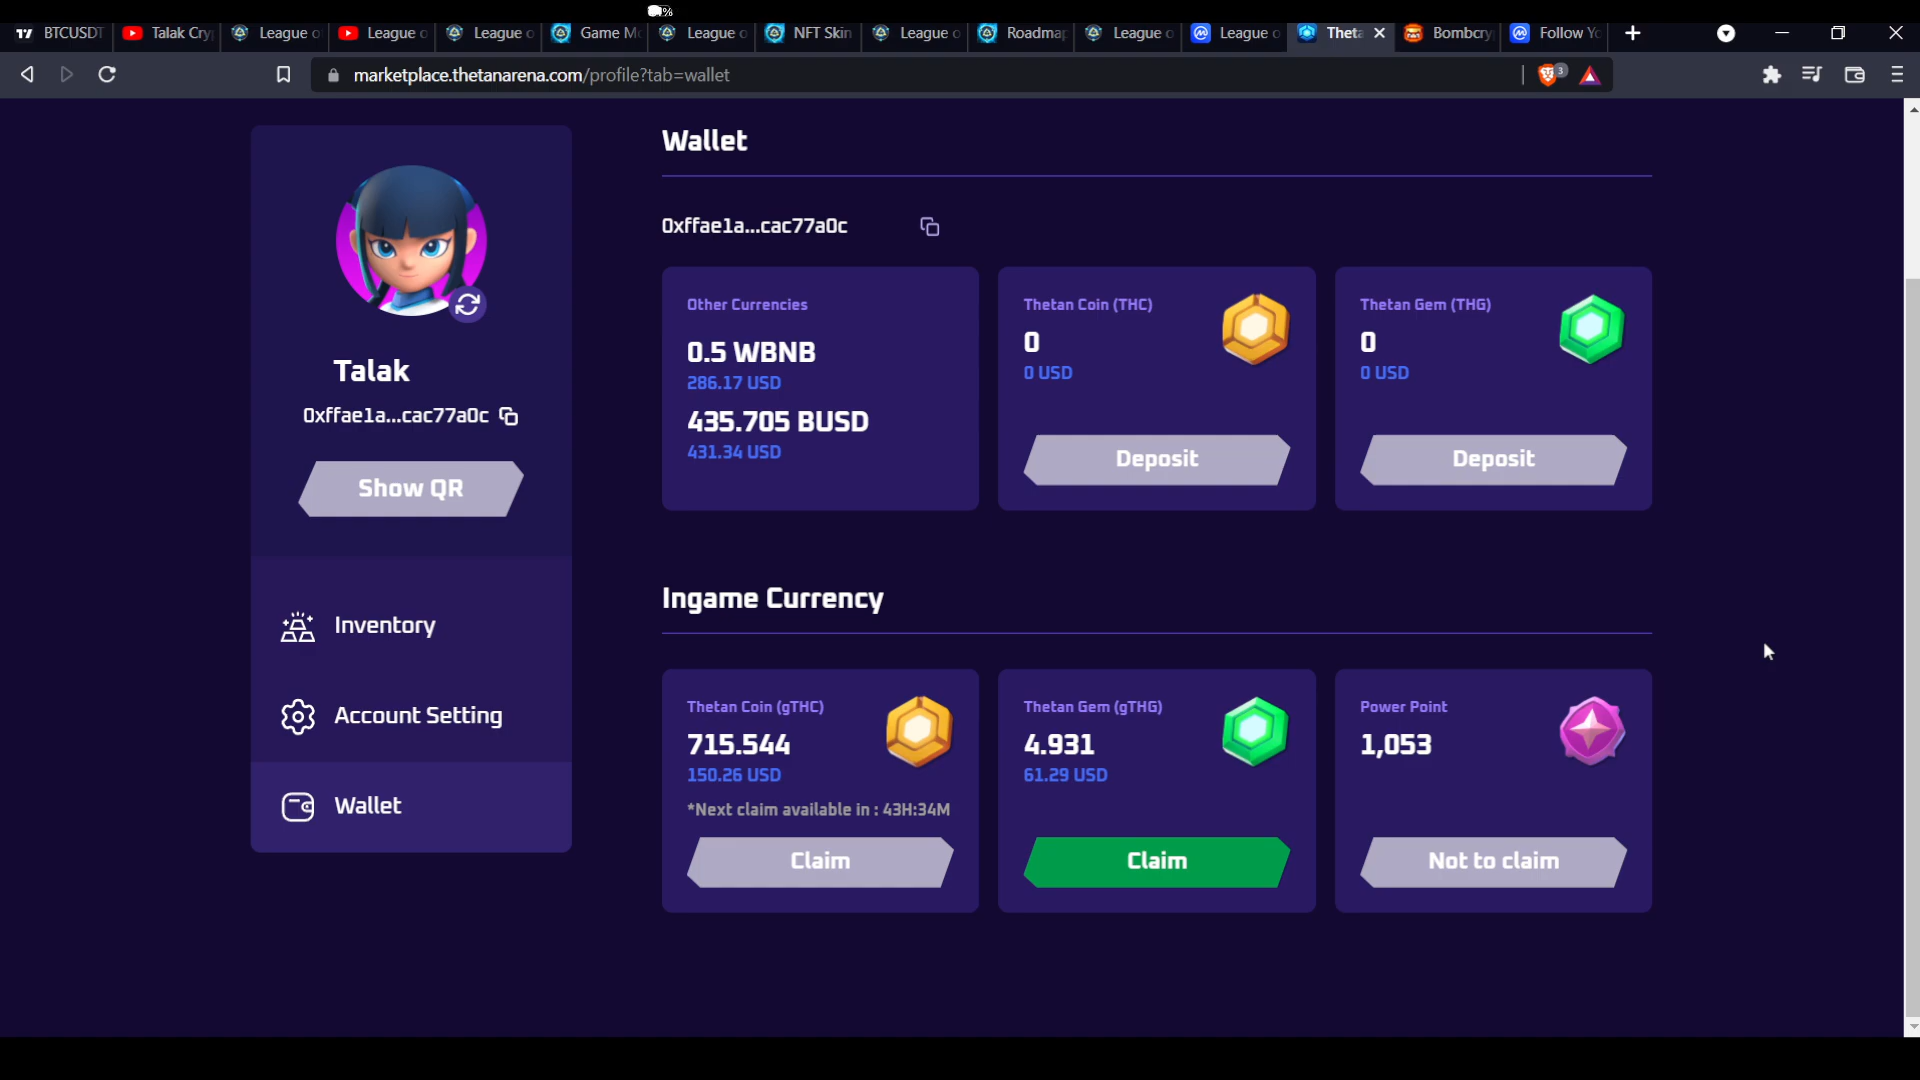 BTCUSDT
Talak Cry
League o
League o
League o
Game M
League o
NFT Skin
League o
Roadmap
League o
League o
Theta
Bombcry
Follow Yo
marketplace.thetanarena.com/profile?tab=wallet
3
Talak
0xffae1a...cac77a0c
Show QR
Inventory
Account Setting
Wallet
Wallet
0xffae1a...cac77a0c
Other Currencies
0.5 WBNB
286.17 USD
435.705 BUSD
431.34 USD
Thetan Coin (THC)
0
0 USD
Deposit
Thetan Gem (THG)
0
0 USD
Deposit
Ingame Currency
Thetan Coin (gTHC)
715.544
150.26 USD
*Next claim available in : 43H:34M
Claim
Thetan Gem (gTHG)
4.931
61.29 USD
Claim
Power Point
1,053
Not to claim